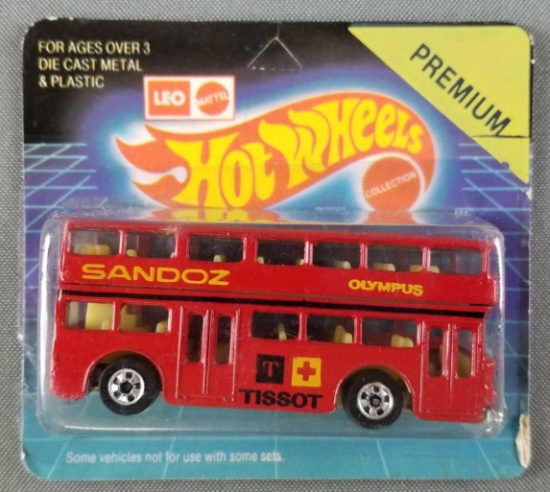 FOR AGES OVER 3
DIE CAST METAL
& PLASTIC
PREMIUM
LEO MATTEL
HOT WHEELS
COLLECTION
SANDOZ
OLYMPUS
T
TISSOT
Some vehicles not for use with some sets.